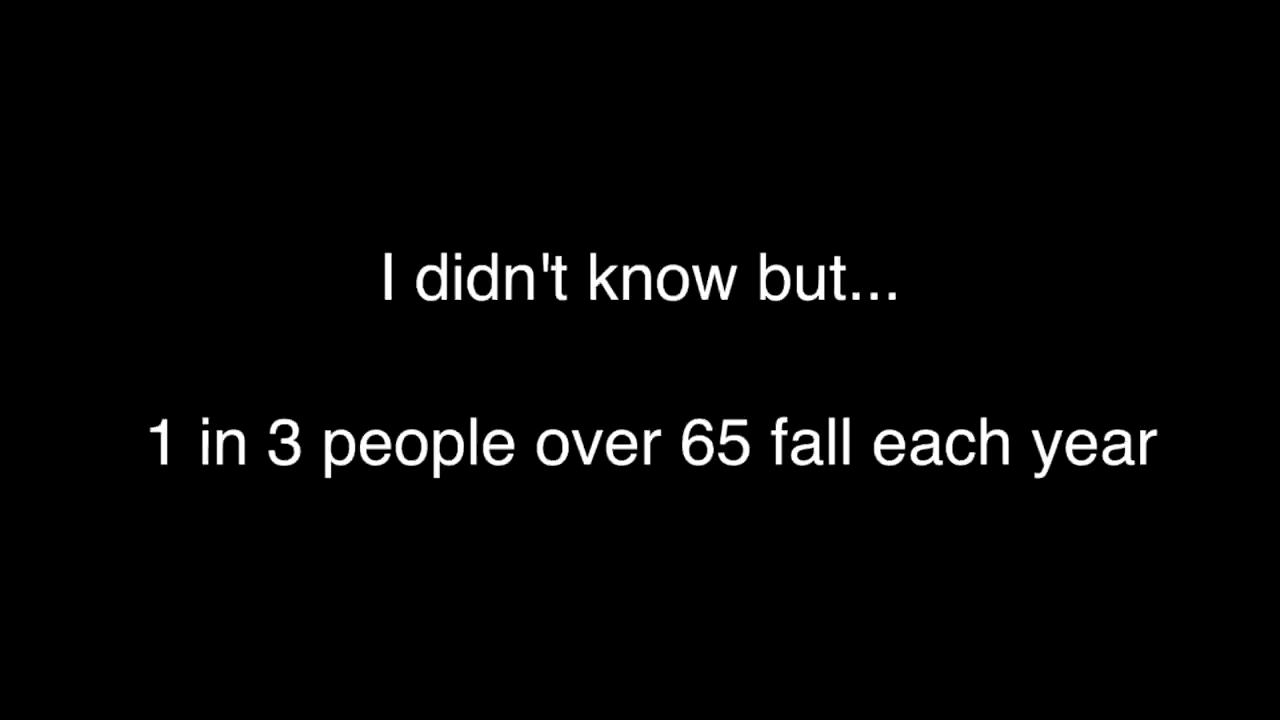 I didn't know but...
1 in 3 people over 65 fall each year